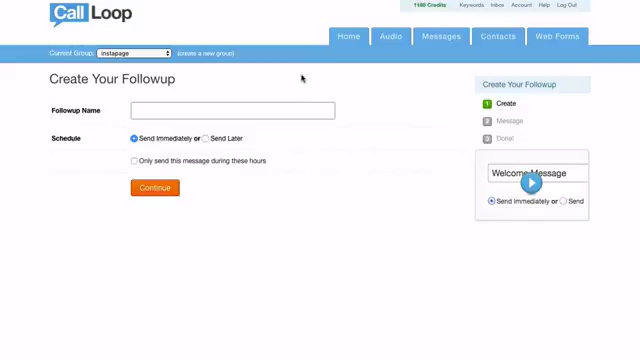 Call Loop
1186 Credits Keywords Inbox Account Help Log Out
Home Audio Messages Contacts Web Forms
Current Group: instapage (create a new group)
Create Your Followup
Followup Name
Schedule Send Immediately or Send Later
Only send this message during these hours
Continue
Create Your Followup
1 Create
2 Message
3 Done!
Welcome Message
Send Immediately or Send